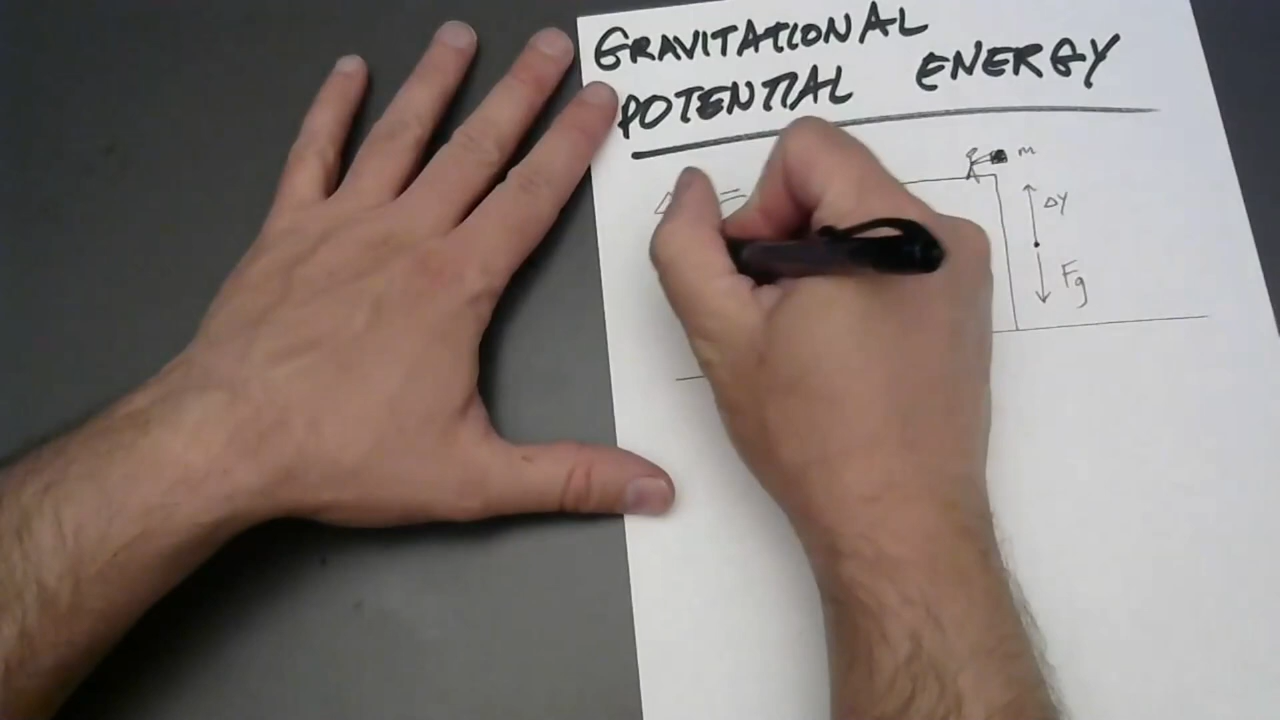 GRAVITATIONAL
POTENTIAL ENERGY
m
Δ =
ΔY
Fg